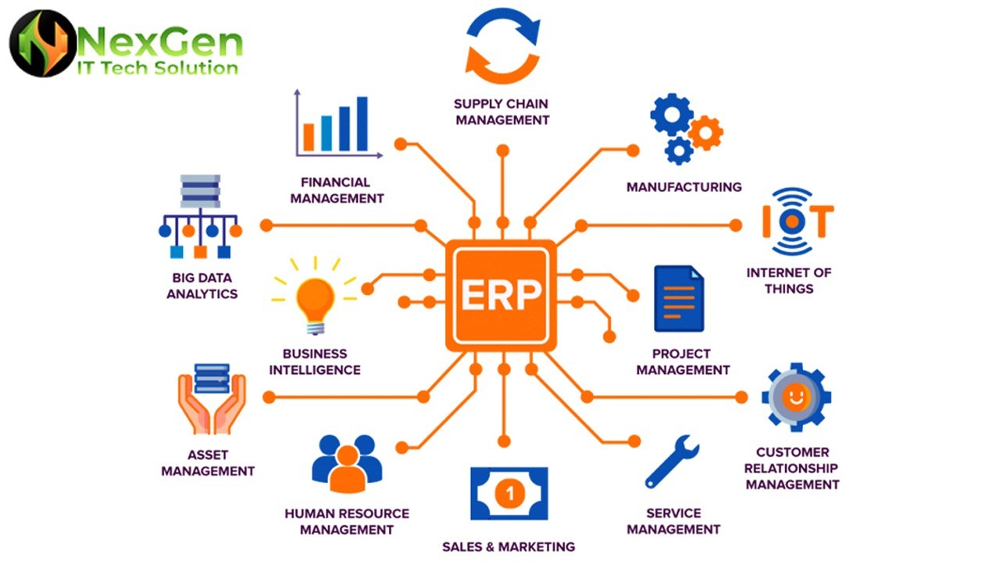 NexGen
IT Tech Solution
SUPPLY CHAIN
MANAGEMENT
FINANCIAL
MANAGEMENT
MANUFACTURING
BIG DATA
ANALYTICS
IOT
INTERNET OF
THINGS
ERP
BUSINESS
INTELLIGENCE
PROJECT
MANAGEMENT
ASSET
MANAGEMENT
CUSTOMER
RELATIONSHIP
MANAGEMENT
HUMAN RESOURCE
MANAGEMENT
1
SALES & MARKETING
SERVICE
MANAGEMENT